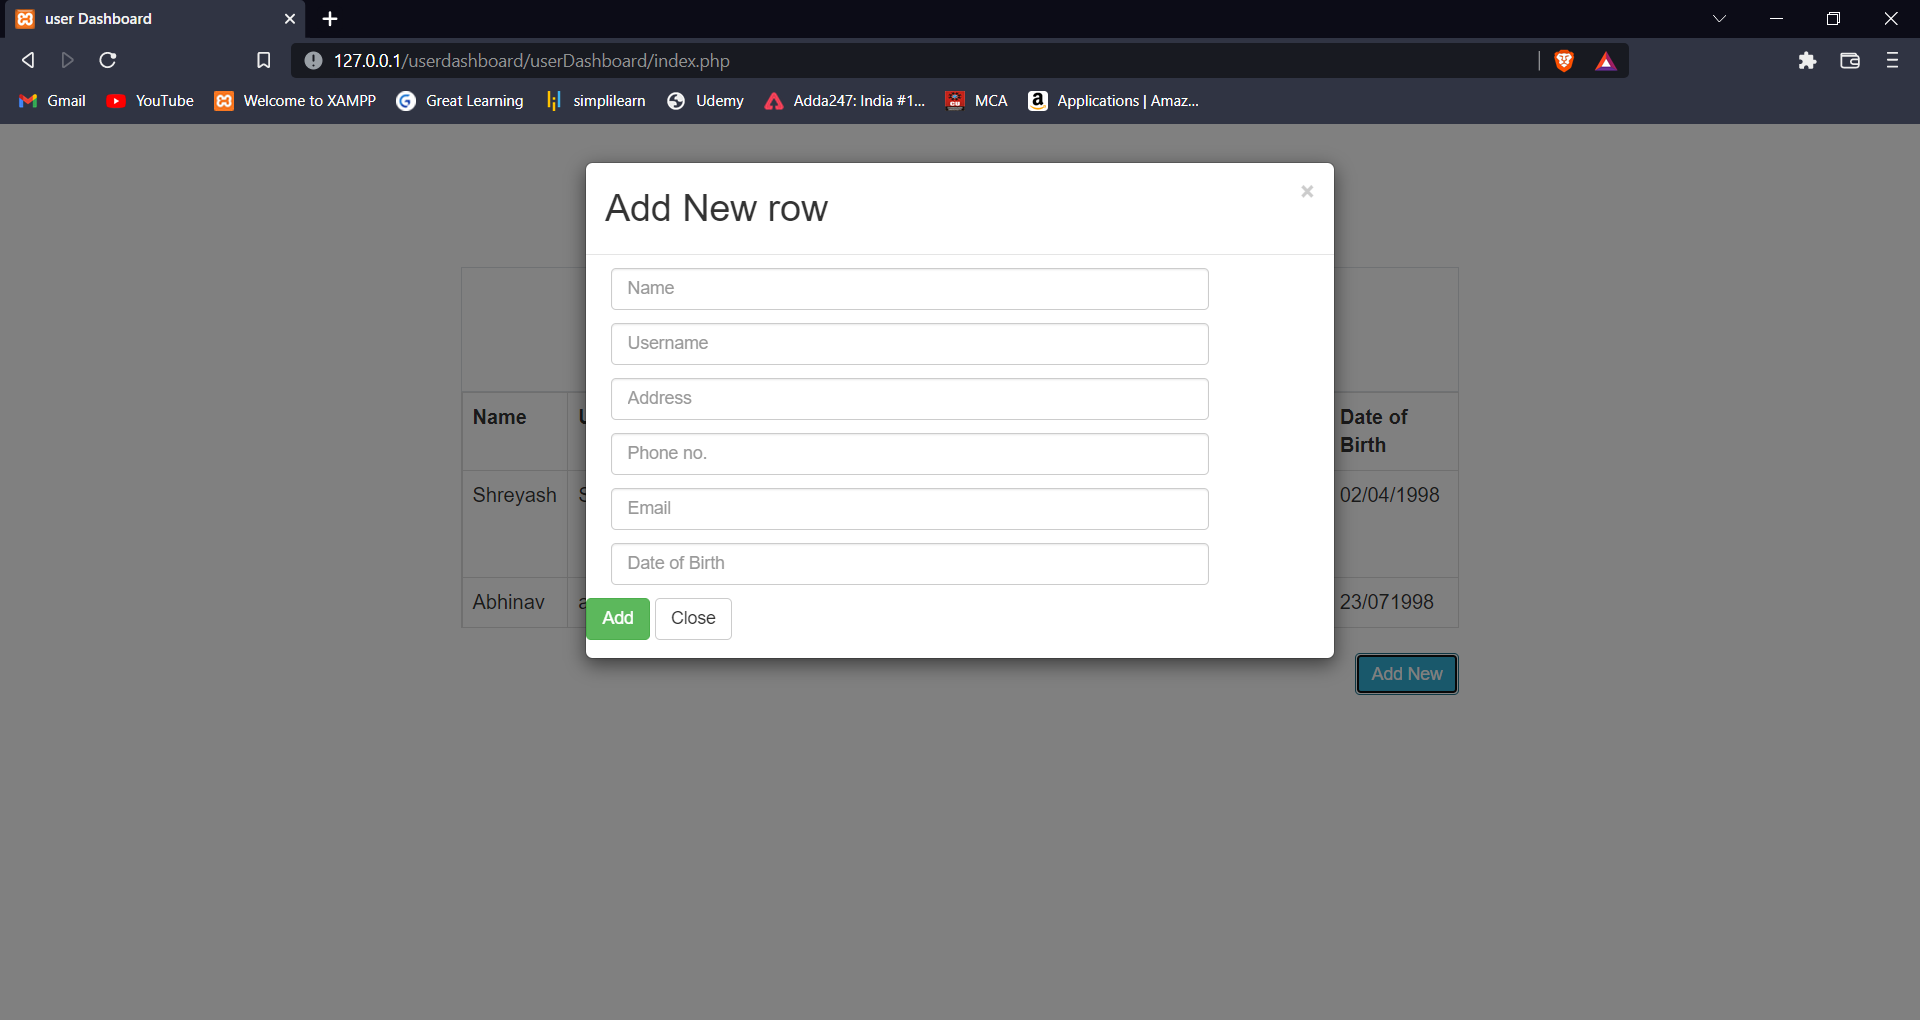 user Dashboard
127.0.0.1/userdashboard/userDashboard/index.php
Gmail YouTube Welcome to XAMPP Great Learning simplilearn Udemy Adda247: India #1... MCA Applications | Amaz...
Add New row
×
Name
Username
Address
Phone no.
Email
Date of Birth
Add Close
Name
Date of
Birth
Shreyash
02/04/1998
Abhinav
23/071998
Add New